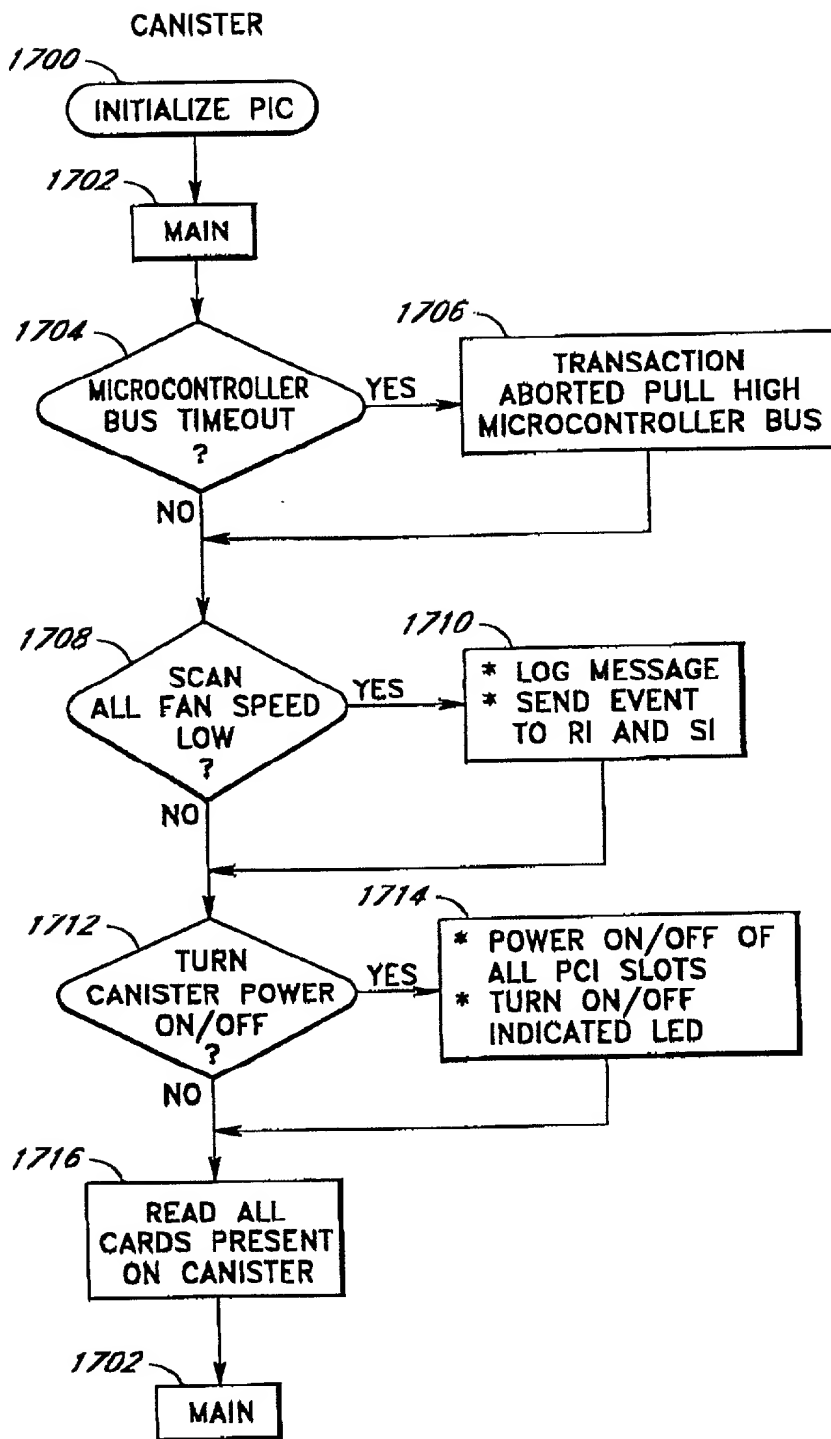 CANISTER
1700
INITIALIZE PIC
1702
MAIN
1704
MICROCONTROLLER
BUS TIMEOUT
?
YES
NO
1706
TRANSACTION
ABORTED PULL HIGH
MICROCONTROLLER BUS
1708
SCAN
ALL FAN SPEED
LOW
?
YES
NO
1710
* LOG MESSAGE
* SEND EVENT
TO RI AND SI
1712
TURN
CANISTER POWER
ON/OFF
?
YES
NO
1714
* POWER ON/OFF OF
ALL PCI SLOTS
* TURN ON/OFF
INDICATED LED
1716
READ ALL
CARDS PRESENT
ON CANISTER
1702
MAIN